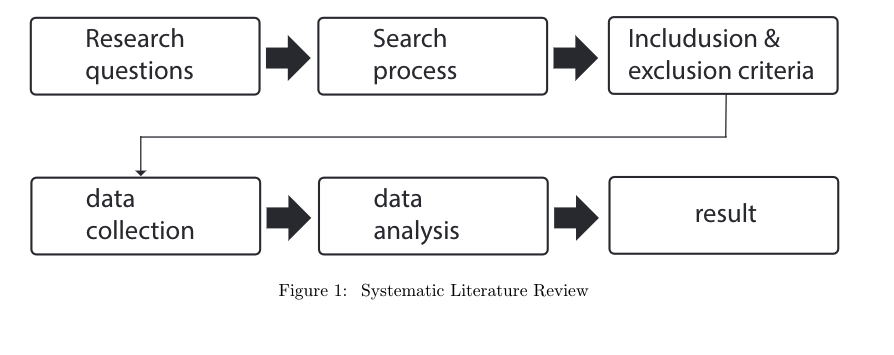 Research
questions
Search
process
Includusion &
exclusion criteria
data
collection
data
analysis
result
Figure 1: Systematic Literature Review